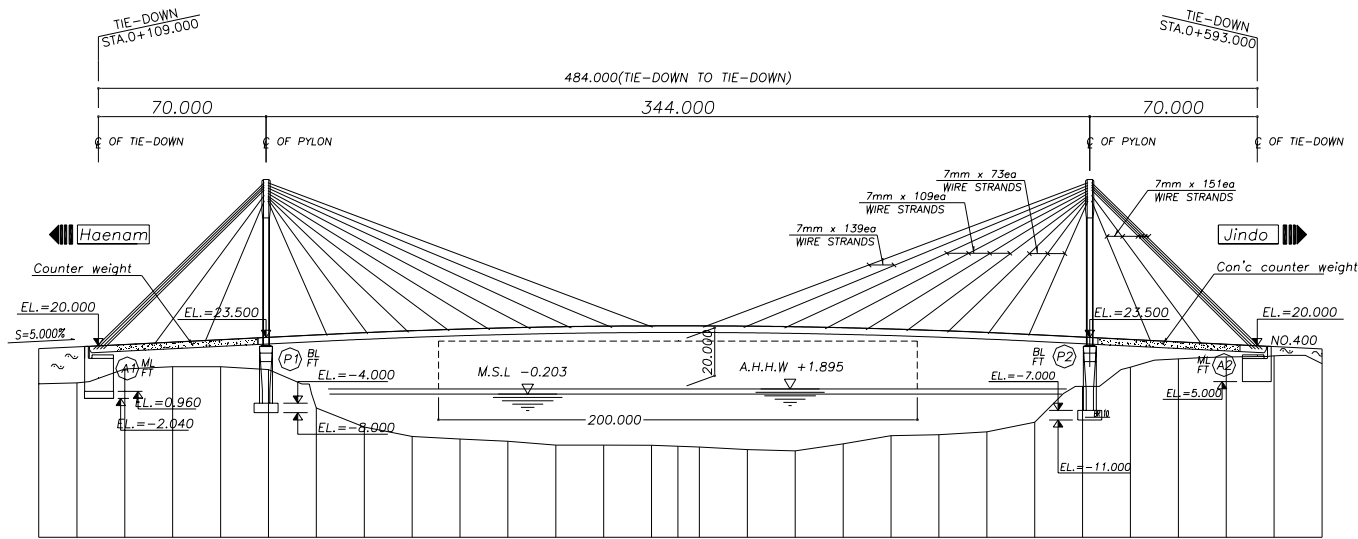 TIE-DOWN
STA.0+109.000
TIE-DOWN
STA.0+593.000
484.000(TIE-DOWN TO TIE-DOWN)
70.000
344.000
70.000
℄ OF TIE-DOWN
℄ OF PYLON
℄ OF PYLON
℄ OF TIE-DOWN
7mm x 73ea
WIRE STRANDS
7mm x 109ea
WIRE STRANDS
7mm x 151ea
WIRE STRANDS
7mm x 139ea
WIRE STRANDS
Haenam
Jindo
Counter weight
Con'c counter weight
EL.=20.000
EL.=23.500
EL.=23.500
EL.=20.000
S=5.000%
NO.400
A1
ML
FT
P1
BL
FT
20.000
BL
FT
P2
ML
FT
A2
M.S.L -0.203
A.H.H.W +1.895
EL.=-4.000
EL.=-7.000
EL.=0.960
EL.=5.000
EL.=-2.040
EL.=-8.000
200.000
EL.=-11.000